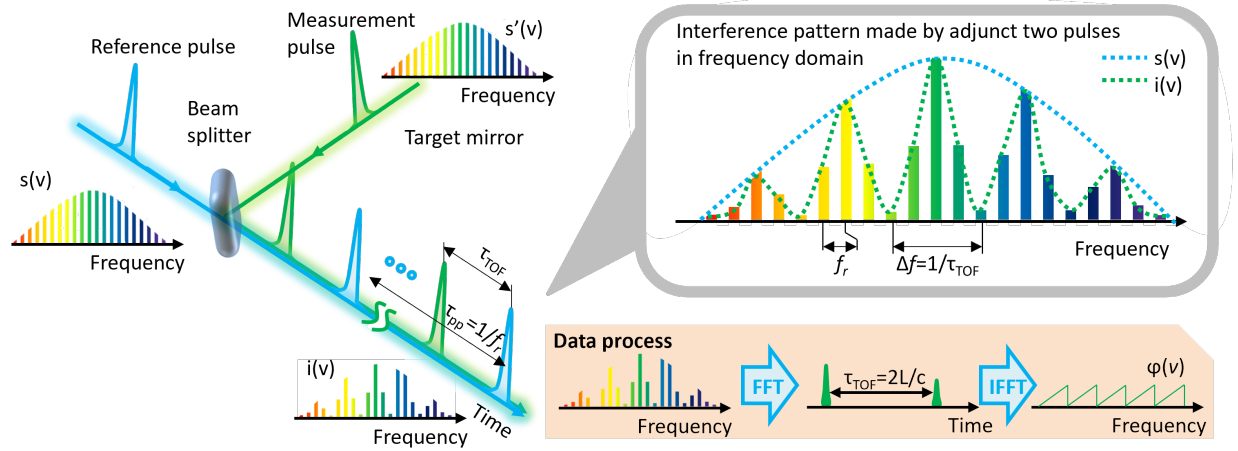 Reference pulse
Measurement
pulse
s’(v)
Frequency
Beam
splitter
Target mirror
s(v)
Frequency
τTOF
τpp=1/fr
i(v)
Frequency
Time
Interference pattern made by adjunct two pulses
in frequency domain
s(v)
i(v)
Frequency
fr
Δf=1/τTOF
Data process
Frequency
FFT
τTOF=2L/c
Time
IFFT
φ(v)
Frequency